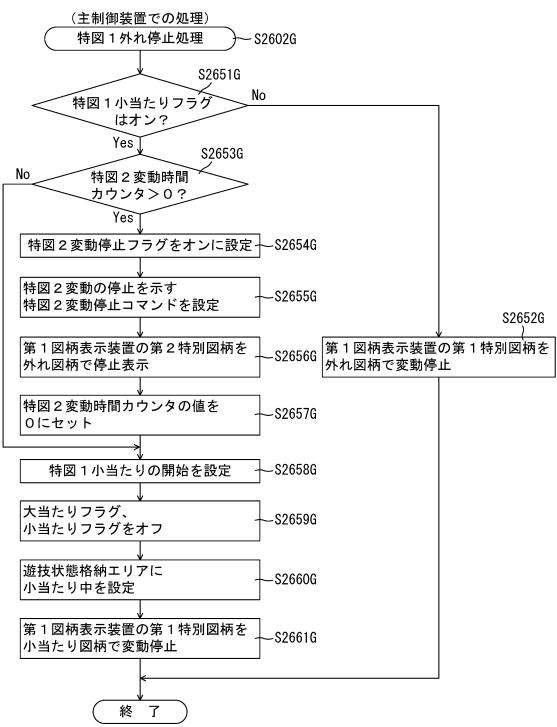 (主制御装置での処理)
特図1外れ停止処理
S2602G
S2651G
特図1小当たりフラグ
はオン?
No
Yes
S2653G
特図2変動時間
カウンタ>0?
No
Yes
特図2変動停止フラグをオンに設定
S2654G
特図2変動の停止を示す
特図2変動停止コマンドを設定
S2655G
S2652G
第1図柄表示装置の第2特別図柄を
外れ図柄で停止表示
S2656G
第1図柄表示装置の第1特別図柄を
外れ図柄で変動停止
特図2変動時間カウンタの値を
0にセット
S2657G
特図1小当たりの開始を設定
S2658G
大当たりフラグ、
小当たりフラグをオフ
S2659G
遊技状態格納エリアに
小当たり中を設定
S2660G
第1図柄表示装置の第1特別図柄を
小当たり図柄で変動停止
S2661G
終 了